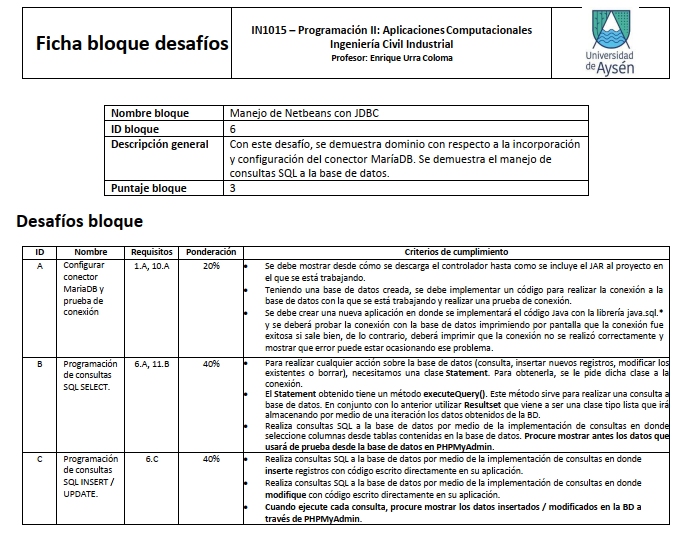 Ficha bloque desafíos
IN1015 – Programación II: Aplicaciones Computacionales
Ingeniería Civil Industrial
Profesor: Enrique Urra Coloma
Universidad
de Aysén
Nombre bloque Manejo de Netbeans con JDBC
ID bloque 6
Descripción general Con este desafío, se demuestra dominio con respecto a la incorporación
y configuración del conector MaríaDB. Se demuestra el manejo de
consultas SQL a la base de datos.
Puntaje bloque 3
Desafíos bloque
ID Nombre Requisitos Ponderación Criterios de cumplimiento
A Configurar conector MariaDB y prueba de conexión 1.A, 10.A 20%
• Se debe mostrar desde cómo se descarga el controlador hasta como se incluye el JAR al proyecto en
el que se está trabajando.
• Teniendo una base de datos creada, se debe implementar un código para realizar la conexión a la
base de datos con la que se está trabajando y realizar una prueba de conexión.
• Se debe crear una nueva aplicación en donde se implementará el código Java con la librería java.sql.*
y se deberá probar la conexión con la base de datos imprimiendo por pantalla que la conexión fue
exitosa si sale bien, de lo contrario, deberá imprimir que la conexión no se realizó correctamente y
mostrar que error puede estar ocasionando ese problema.
B Programación de consultas SQL SELECT. 6.A, 11.B 40%
• Para realizar cualquier acción sobre la base de datos (consulta, insertar nuevos registros, modificar los
existentes o borrar), necesitamos una clase Statement. Para obtenerla, se le pide dicha clase a la
conexión.
• El Statement obtenido tiene un método executeQuery(). Este método sirve para realizar una consulta a
base de datos. En conjunto con lo anterior utilizar Resultset que viene a ser una clase tipo lista que irá
almacenando por medio de una iteración los datos obtenidos de la BD.
• Realiza consultas SQL a la base de datos por medio de la implementación de consultas en donde
seleccione columnas desde tablas contenidas en la base de datos. Procure mostrar antes los datos que
usará de prueba desde la base de datos en PHPMyAdmin.
C Programación de consultas SQL INSERT / UPDATE. 6.C 40%
• Realiza consultas SQL a la base de datos por medio de la implementación de consultas en donde
inserte registros con código escrito directamente en su aplicación.
• Realiza consultas SQL a la base de datos por medio de la implementación de consultas en donde
modifique con código escrito directamente en su aplicación.
• Cuando ejecute cada consulta, procure mostrar los datos insertados / modificados en la BD a
través de PHPMyAdmin.